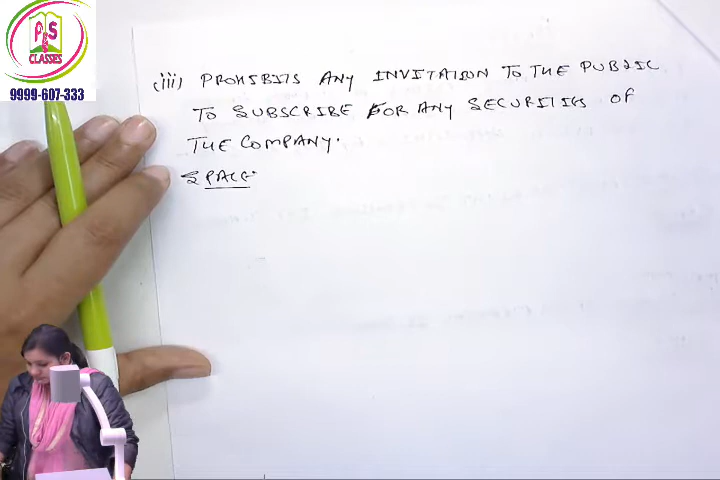 P&S
CLASSES
9999-607-333
(iii) PROHIBITS ANY INVITATION TO THE PUBLIC
TO SUBSCRIBE FOR ANY SECURITIES OF
THE COMPANY.
SPACE